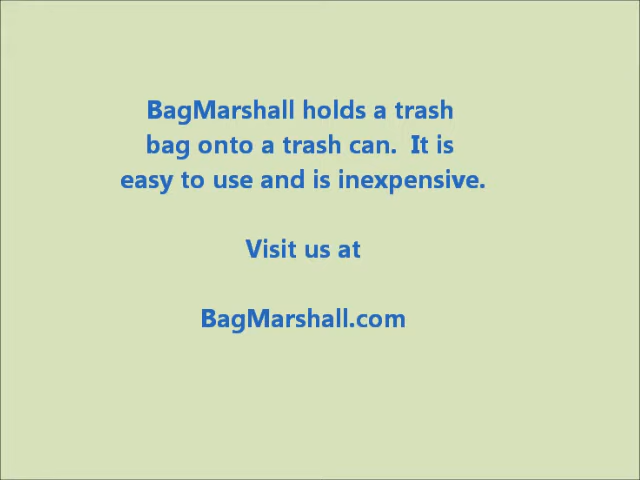 BagMarshall holds a trash
bag onto a trash can.  It is
easy to use and is inexpensive.
Visit us at
BagMarshall.com